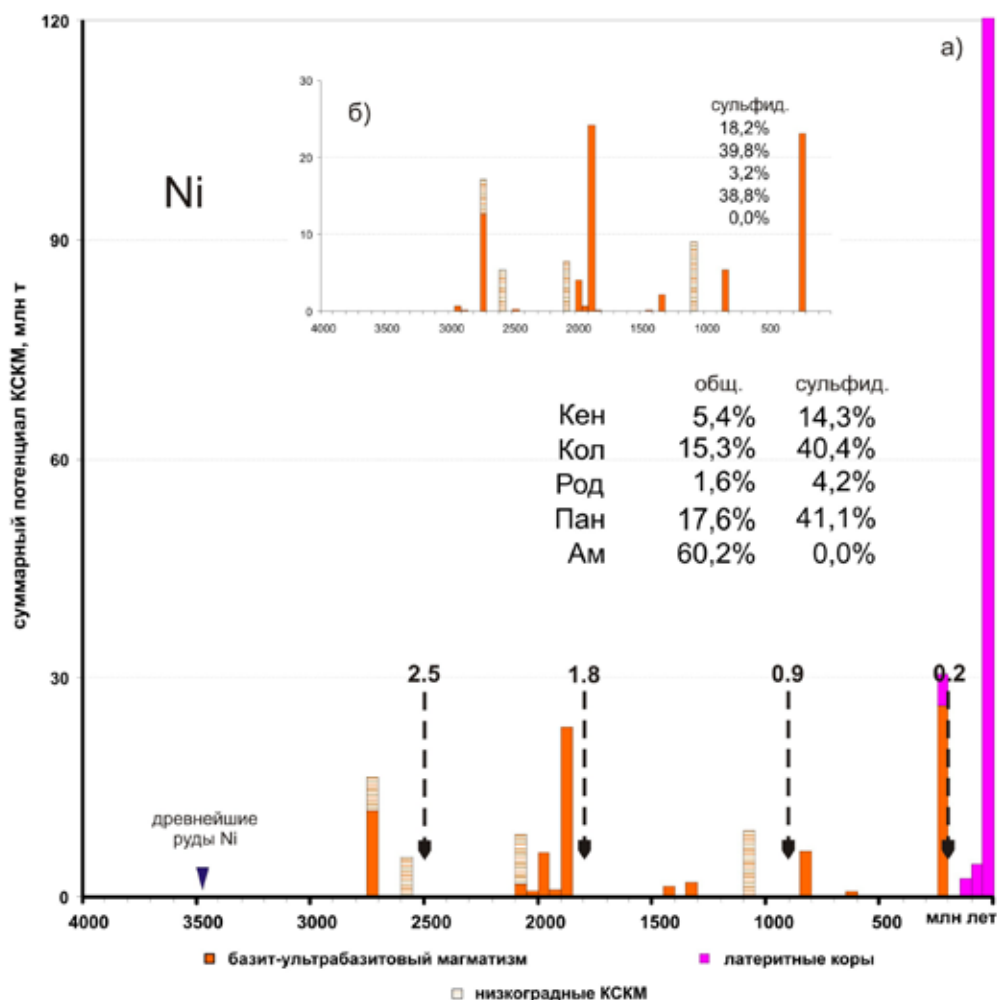 120
а)
30
б)
сульфид.
18,2%
39,8%
3,2%
38,8%
0,0%
20
10
0
4000 3500 3000 2500 2000 1500 1000 500
Ni
90
общ. сульфид.
Кен 5,4% 14,3%
Кол 15,3% 40,4%
Род 1,6% 4,2%
Пан 17,6% 41,1%
Ам 60,2% 0,0%
60
суммарный потенциал КСКМ, млн т
30
2.5 1.8 0.9 0.2
древнейшие
руды Ni
0
4000 3500 3000 2500 2000 1500 1000 500 млн лет
базит-ультрабазитовый магматизм латеритные коры
низкоградные КСКМ